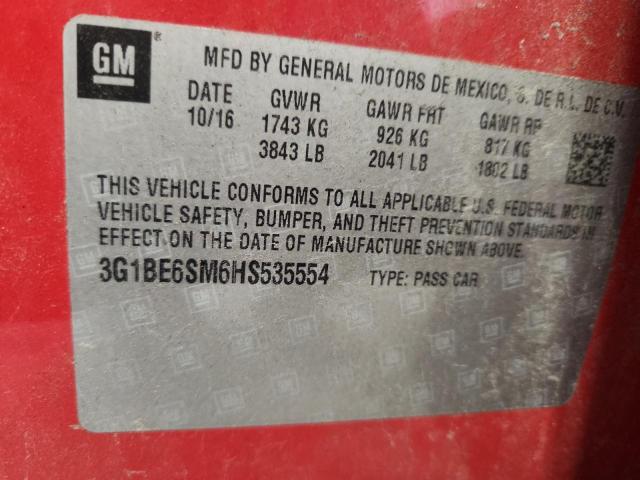 GM ®
MFD BY GENERAL MOTORS DE MEXICO, S. DE R.L. DE C.V.
DATE GVWR GAWR FRT GAWR RR
10/16 1743 KG 926 KG 817 KG
3843 LB 2041 LB 1802 LB
THIS VEHICLE CONFORMS TO ALL APPLICABLE U.S. FEDERAL MOTOR
VEHICLE SAFETY, BUMPER, AND THEFT PREVENTION STANDARDS IN
EFFECT ON THE DATE OF MANUFACTURE SHOWN ABOVE.
3G1BE6SM6HS535554 TYPE: PASS CAR